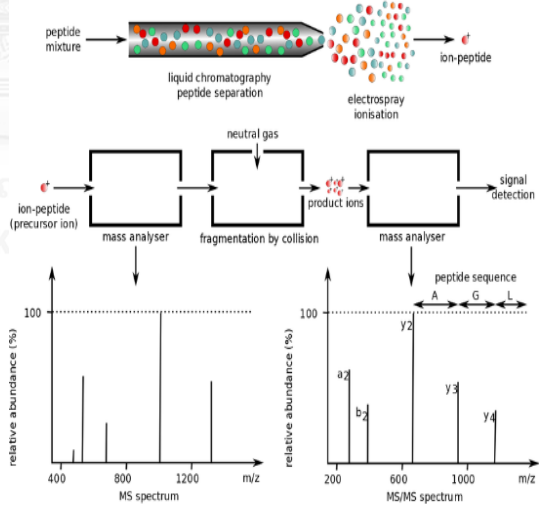 peptide
mixture
liquid chromatography
peptide separation
electrospray
ionisation
+
ion-peptide
neutral gas
+
ion-peptide
(precursor ion)
mass analyser
fragmentation by collision
product ions
mass analyser
signal
detection
relative abundance (%)
100
400
800
1200
m/z
MS spectrum
relative abundance (%)
100
peptide sequence
A
G
L
a2
b2
y2
y3
y4
200
600
1000
m/z
MS/MS spectrum